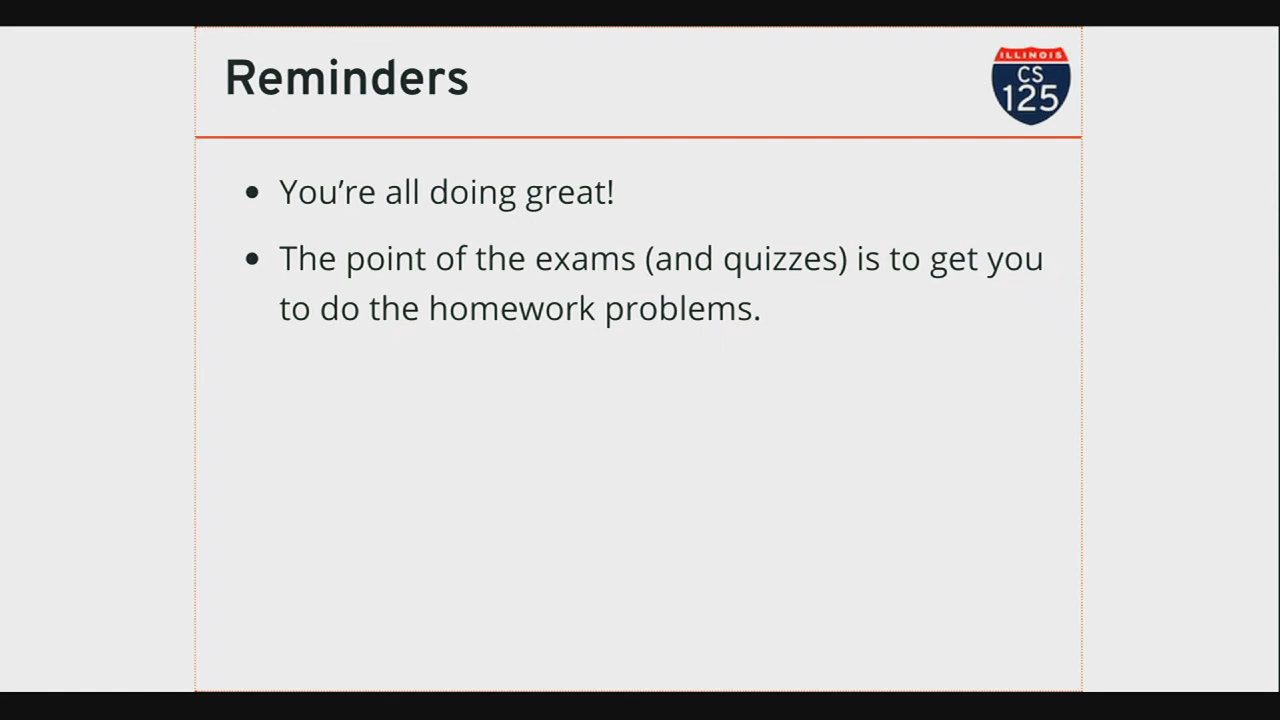 Reminders
ILLINOIS
CS
125
You’re all doing great!
The point of the exams (and quizzes) is to get you
to do the homework problems.